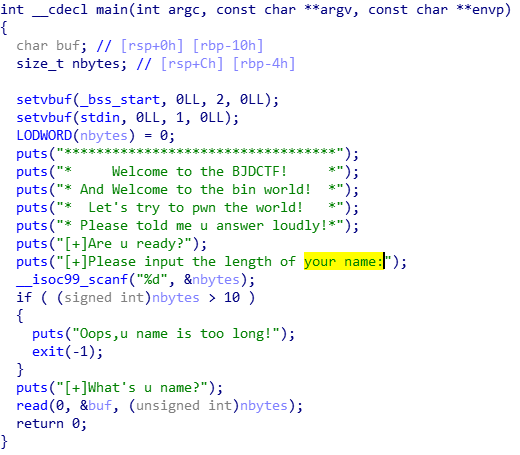 int __cdecl main(int argc, const char **argv, const char **envp)
{
  char buf; // [rsp+0h] [rbp-10h]
  size_t nbytes; // [rsp+Ch] [rbp-4h]

  setvbuf(_bss_start, 0LL, 2, 0LL);
  setvbuf(stdin, 0LL, 1, 0LL);
  LODWORD(nbytes) = 0;
  puts("**********************************");
  puts("*     Welcome to the BJDCTF!     *");
  puts("* And Welcome to the bin world!  *");
  puts("*  Let's try to pwn the world!   *");
  puts("* Please told me u answer loudly!*");
  puts("[+]Are u ready?");
  puts("[+]Please input the length of your name:");
  __isoc99_scanf("%d", &nbytes);
  if ( (signed int)nbytes > 10 )
  {
    puts("Oops,u name is too long!");
    exit(-1);
  }
  puts("[+]What's u name?");
  read(0, &buf, (unsigned int)nbytes);
  return 0;
}